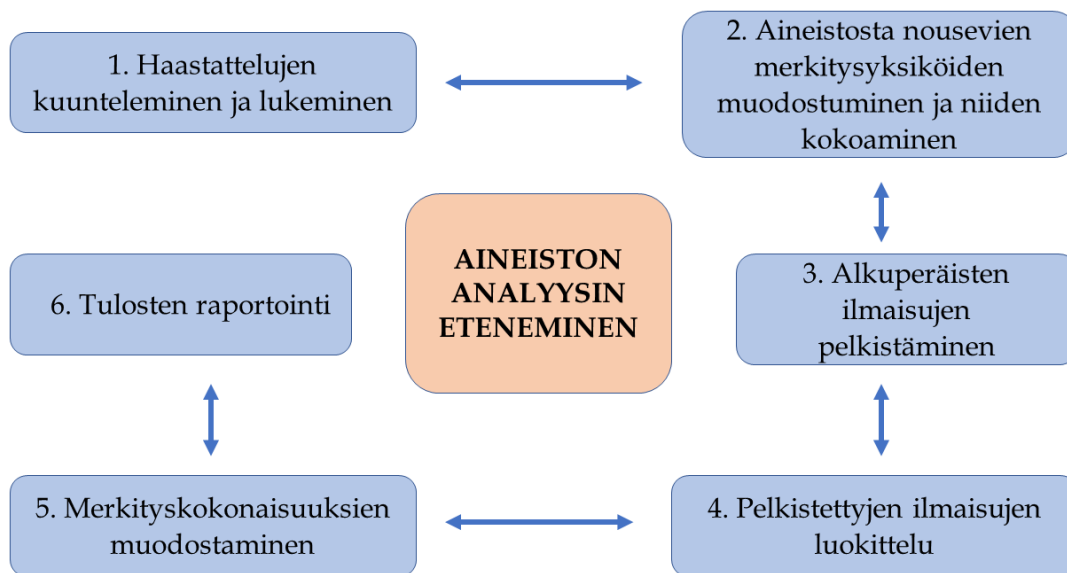 1. Haastattelujen
kuunteleminen ja lukeminen
2. Aineistosta nousevien
merkitysyksiköiden
muodostuminen ja niiden
kokoaminen
AINEISTON
ANALYYSIN
ETENEMINEN
3. Alkuperäisten
ilmaisujen
pelkistäminen
6. Tulosten raportointi
5. Merkityskokonaisuuksien
muodostaminen
4. Pelkistettyjen ilmaisujen
luokittelu